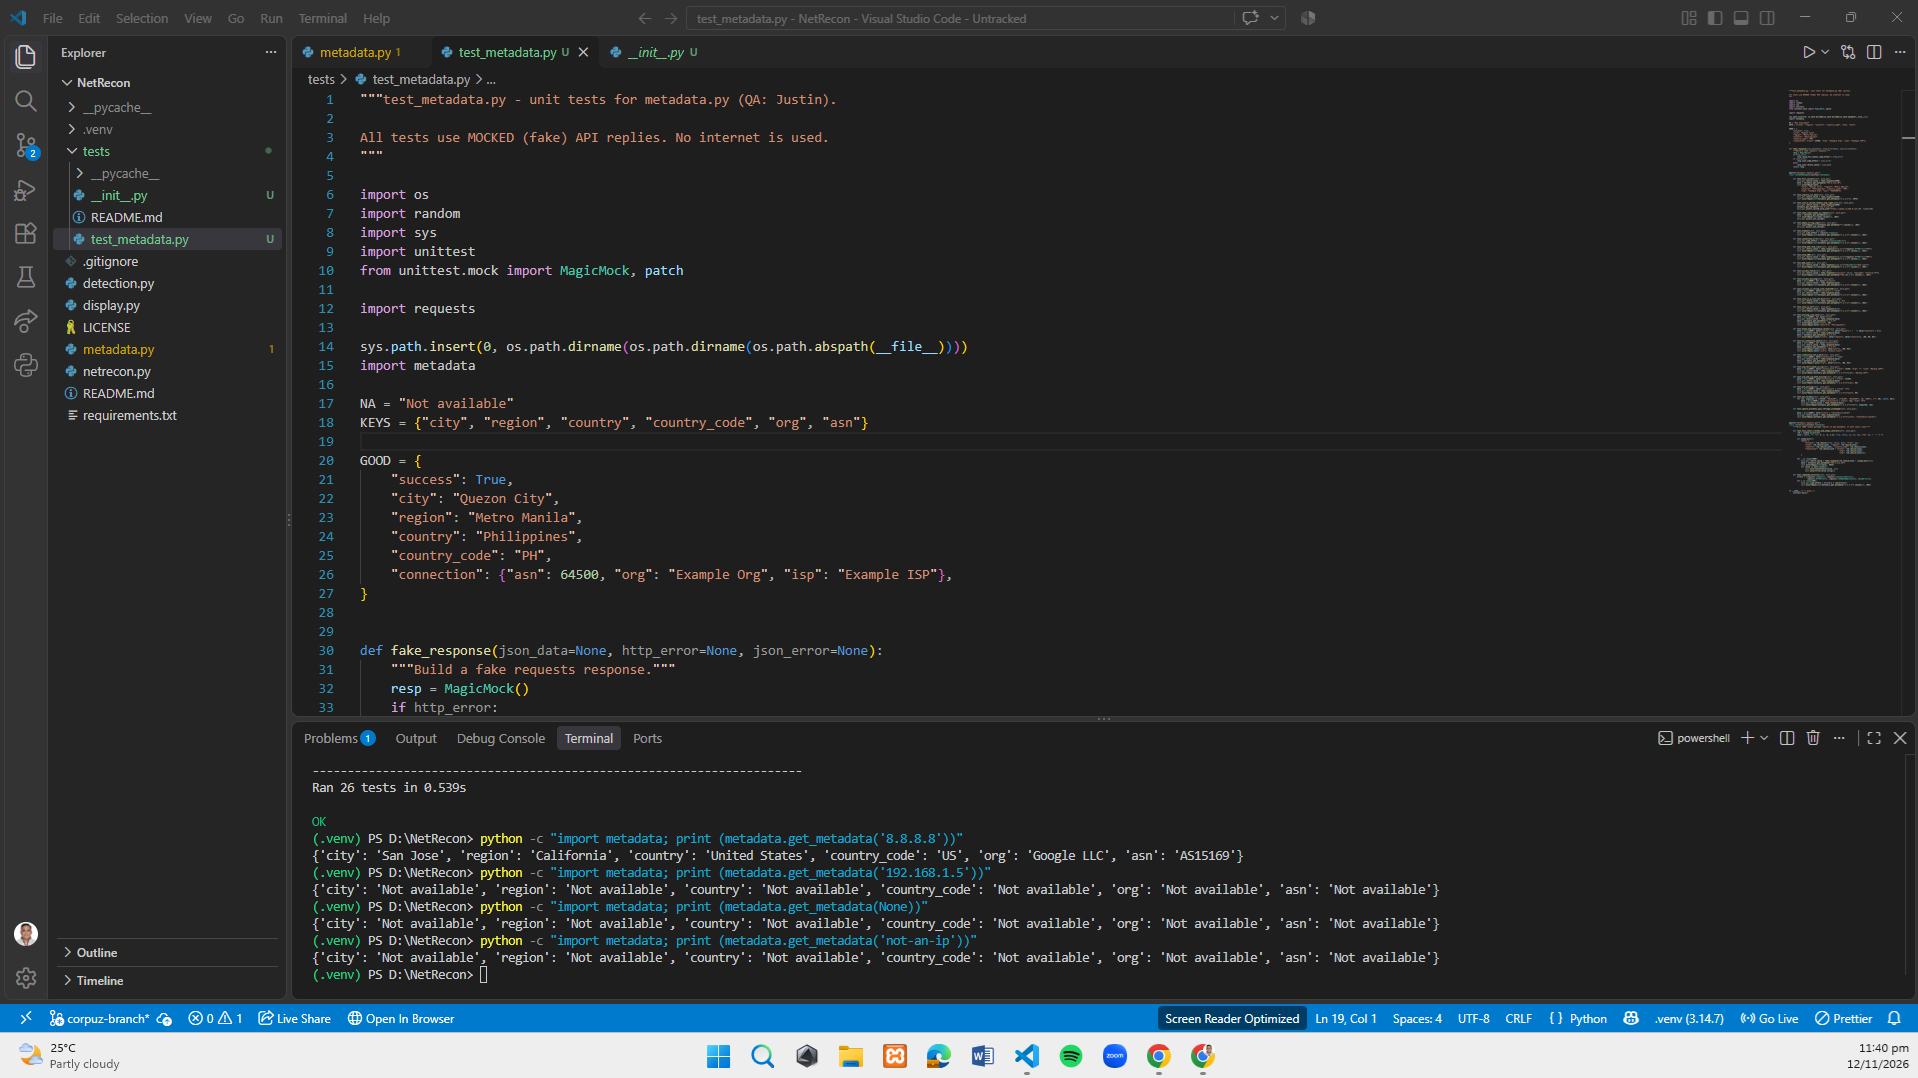 File Edit Selection View Go Run Terminal Help
test_metadata.py - NetRecon - Visual Studio Code - Untracked
Explorer
NetRecon
__pycache__
.venv
tests
__pycache__
__init__.py U
README.md
test_metadata.py U
.gitignore
detection.py
display.py
LICENSE
metadata.py 1
netrecon.py
README.md
requirements.txt
Outline
Timeline
2
metadata.py 1
test_metadata.py U
__init__.py U
tests > test_metadata.py > ...
1 """test_metadata.py - unit tests for metadata.py (QA: Justin).
2
3 All tests use MOCKED (fake) API replies. No internet is used.
4 """
5
6 import os
7 import random
8 import sys
9 import unittest
10 from unittest.mock import MagicMock, patch
11
12 import requests
13
14 sys.path.insert(0, os.path.dirname(os.path.dirname(os.path.abspath(__file__))))
15 import metadata
16
17 NA = "Not available"
18 KEYS = {"city", "region", "country", "country_code", "org", "asn"}
19
20 GOOD = {
21 "success": True,
22 "city": "Quezon City",
23 "region": "Metro Manila",
24 "country": "Philippines",
25 "country_code": "PH",
26 "connection": {"asn": 64500, "org": "Example Org", "isp": "Example ISP"},
27 }
28
29
30 def fake_response(json_data=None, http_error=None, json_error=None):
31 """Build a fake requests response."""
32 resp = MagicMock()
33 if http_error:
Problems 1 Output Debug Console Terminal Ports
powershell
----------------------------------------------------------------------
Ran 26 tests in 0.539s
OK
(.venv) PS D:\NetRecon> python -c "import metadata; print (metadata.get_metadata('8.8.8.8'))"
{'city': 'San Jose', 'region': 'California', 'country': 'United States', 'country_code': 'US', 'org': 'Google LLC', 'asn': 'AS15169'}
(.venv) PS D:\NetRecon> python -c "import metadata; print (metadata.get_metadata('192.168.1.5'))"
{'city': 'Not available', 'region': 'Not available', 'country': 'Not available', 'country_code': 'Not available', 'org': 'Not available', 'asn': 'Not available'}
(.venv) PS D:\NetRecon> python -c "import metadata; print (metadata.get_metadata(None))"
{'city': 'Not available', 'region': 'Not available', 'country': 'Not available', 'country_code': 'Not available', 'org': 'Not available', 'asn': 'Not available'}
(.venv) PS D:\NetRecon> python -c "import metadata; print (metadata.get_metadata('not-an-ip'))"
{'city': 'Not available', 'region': 'Not available', 'country': 'Not available', 'country_code': 'Not available', 'org': 'Not available', 'asn': 'Not available'}
(.venv) PS D:\NetRecon>
corpuz-branch* 0 1 Live Share Open In Browser
Screen Reader Optimized Ln 19, Col 1 Spaces: 4 UTF-8 CRLF { } Python .venv (3.14.7) Go Live Prettier
25°C
Partly cloudy
zoom
11:40 pm
12/11/2026